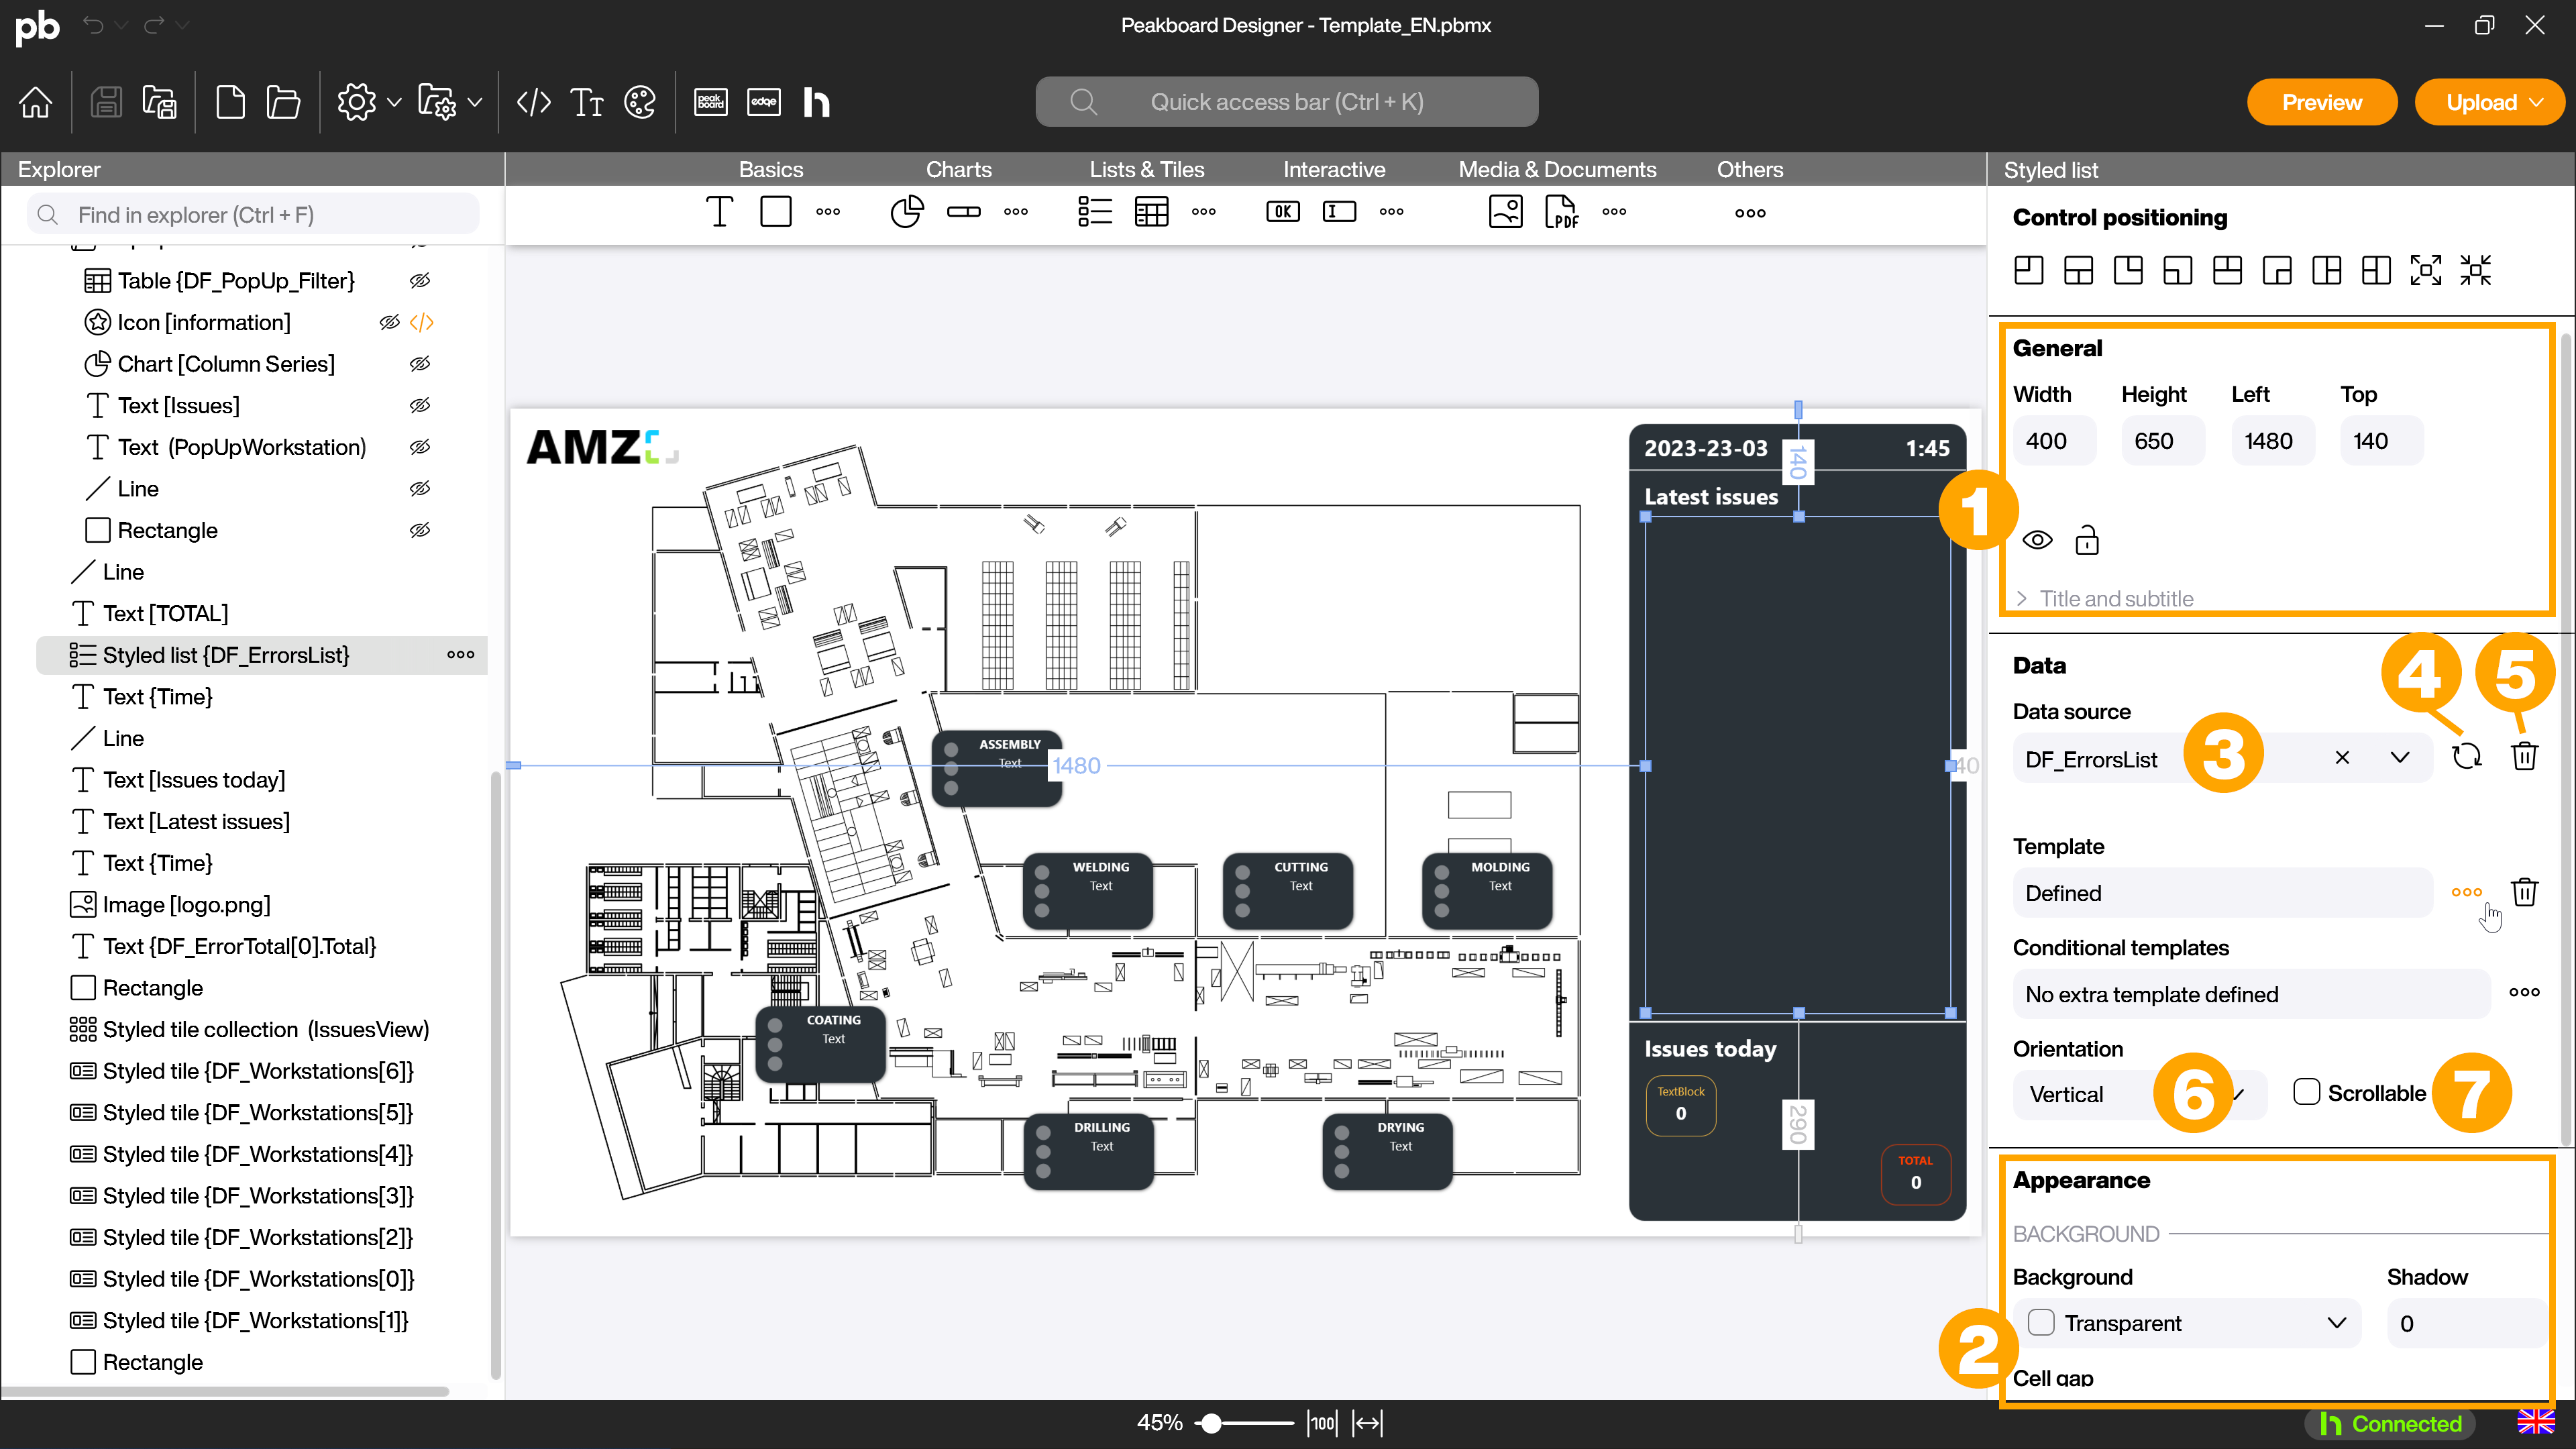 pb
Peakboard Designer - Template_EN.pbmx
peak board
edge
Quick access bar (Ctrl + K)
Preview
Upload
Explorer
Basics
Charts
Lists & Tiles
Interactive
Media & Documents
Others
Styled list
Find in explorer (Ctrl + F)
OK
I
PDF
Table {DF_PopUp_Filter}
Icon [information]
Chart [Column Series]
Text [Issues]
Text (PopUpWorkstation)
Line
Rectangle
Line
Text [TOTAL]
Styled list {DF_ErrorsList}
Text {Time}
Line
Text [Issues today]
Text [Latest issues]
Text {Time}
Image [logo.png]
Text {DF_ErrorTotal[0].Total}
Rectangle
Styled tile collection (IssuesView)
Styled tile {DF_Workstations[6]}
Styled tile {DF_Workstations[5]}
Styled tile {DF_Workstations[4]}
Styled tile {DF_Workstations[3]}
Styled tile {DF_Workstations[2]}
Styled tile {DF_Workstations[0]}
Styled tile {DF_Workstations[1]}
Rectangle
AMZ
2023-23-03
1:45
140
Latest issues
ASSEMBLY
Text
1480
40
WELDING
Text
CUTTING
Text
MOLDING
Text
COATING
Text
DRILLING
Text
DRYING
Text
Issues today
TextBlock
0
290
TOTAL
0
Control positioning
General
Width Height Left Top
400 650 1480 140
1
Title and subtitle
Data
4
5
Data source
DF_ErrorsList
3
Template
Defined
Conditional templates
No extra template defined
Orientation
Vertical
6
Scrollable
7
Appearance
BACKGROUND
Background Shadow
Transparent 0
2
Cell gap
45%
100
Connected